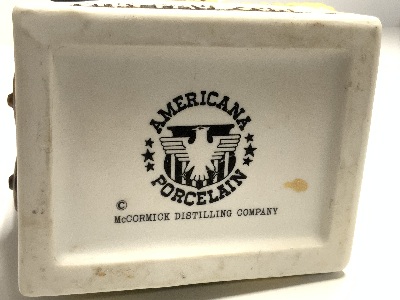 AMERICANA
PORCELAIN
©
McCORMICK DISTILLING COMPANY